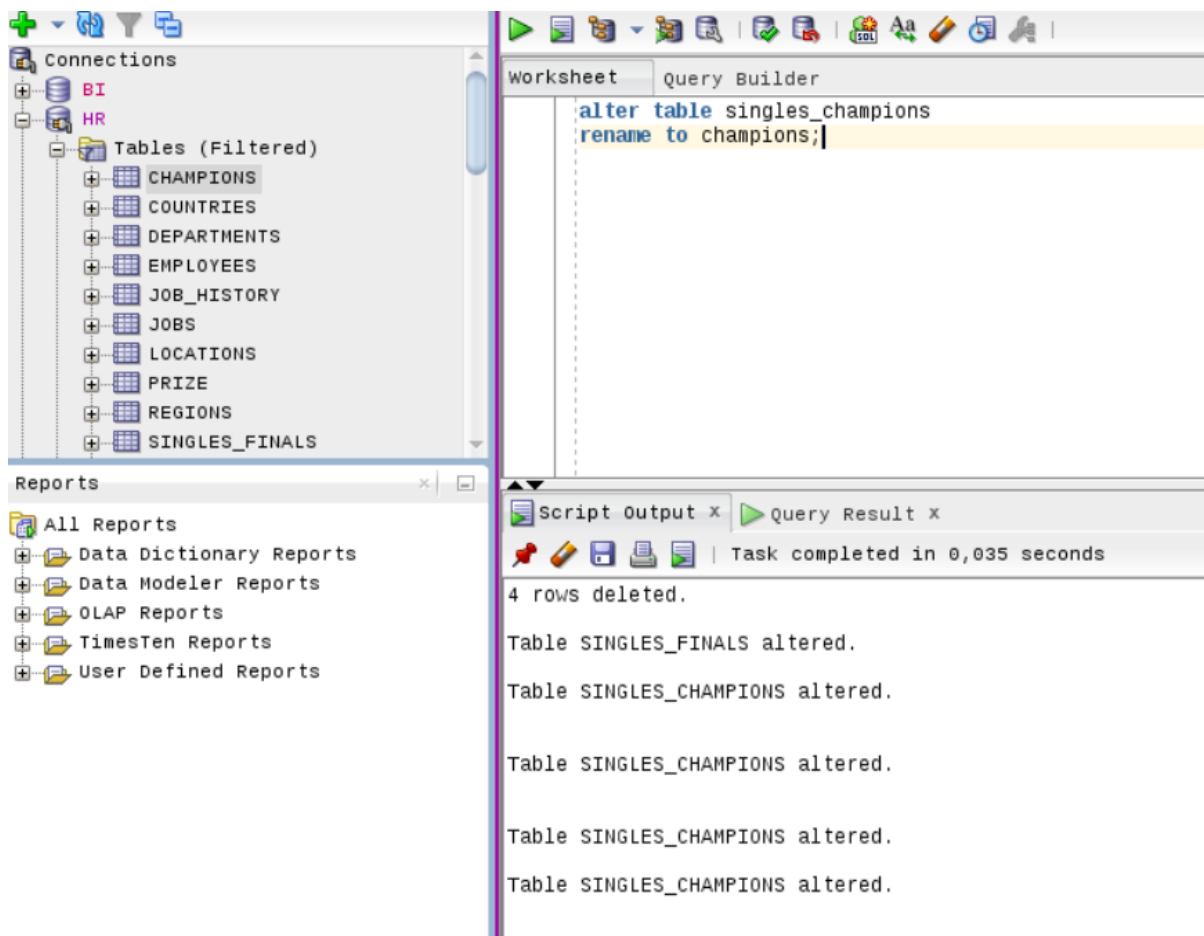 Connections
BI
HR
Tables (Filtered)
CHAMPIONS
COUNTRIES
DEPARTMENTS
EMPLOYEES
JOB_HISTORY
JOBS
LOCATIONS
PRIZE
REGIONS
SINGLES_FINALS
Reports
All Reports
Data Dictionary Reports
Data Modeler Reports
OLAP Reports
TimesTen Reports
User Defined Reports
SQL Aa
Worksheet Query Builder
alter table singles_champions
rename to champions;
Script Output x Query Result x
Task completed in 0,035 seconds
4 rows deleted.
Table SINGLES_FINALS altered.
Table SINGLES_CHAMPIONS altered.
Table SINGLES_CHAMPIONS altered.
Table SINGLES_CHAMPIONS altered.
Table SINGLES_CHAMPIONS altered.